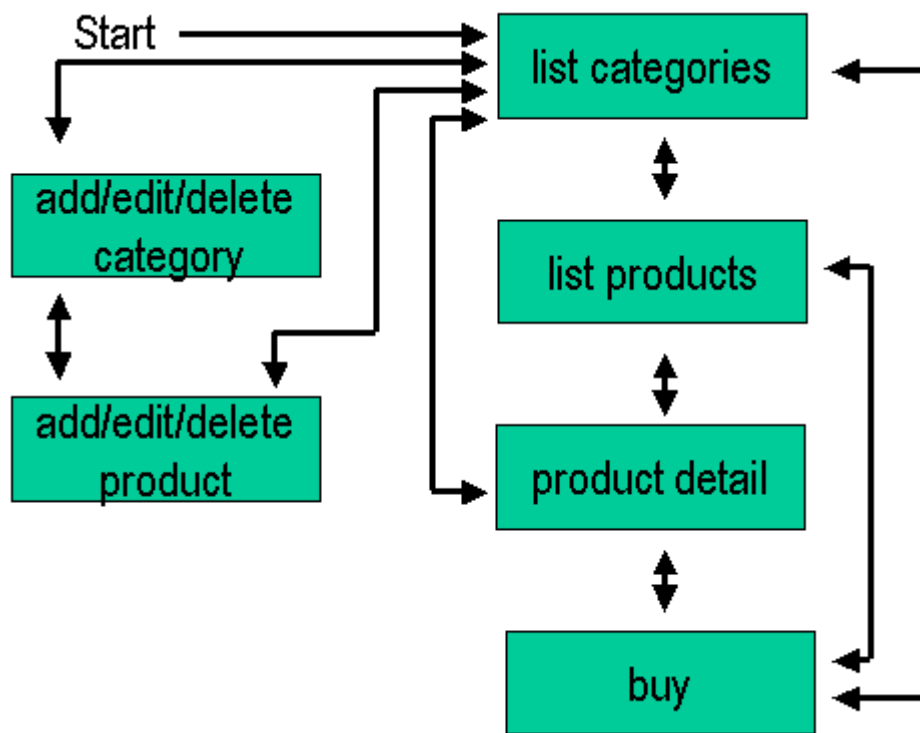 Start
list categories
add/edit/delete
category
list products
add/edit/delete
product
product detail
buy